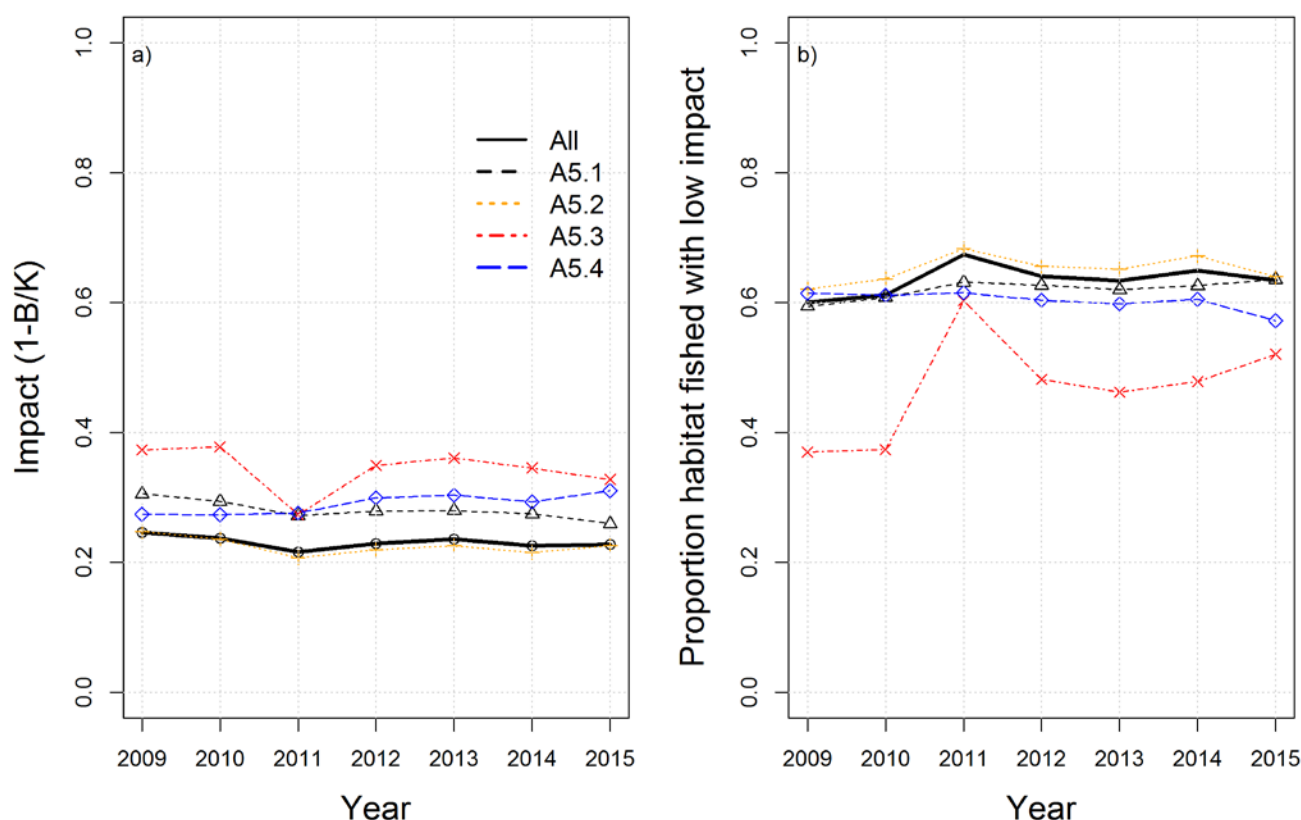 a)
All
A5.1
A5.2
A5.3
A5.4
Impact (1-B/K)
0.0 0.2 0.4 0.6 0.8 1.0
2009 2010 2011 2012 2013 2014 2015
Year
b)
Proportion habitat fished with low impact
0.0 0.2 0.4 0.6 0.8 1.0
2009 2010 2011 2012 2013 2014 2015
Year